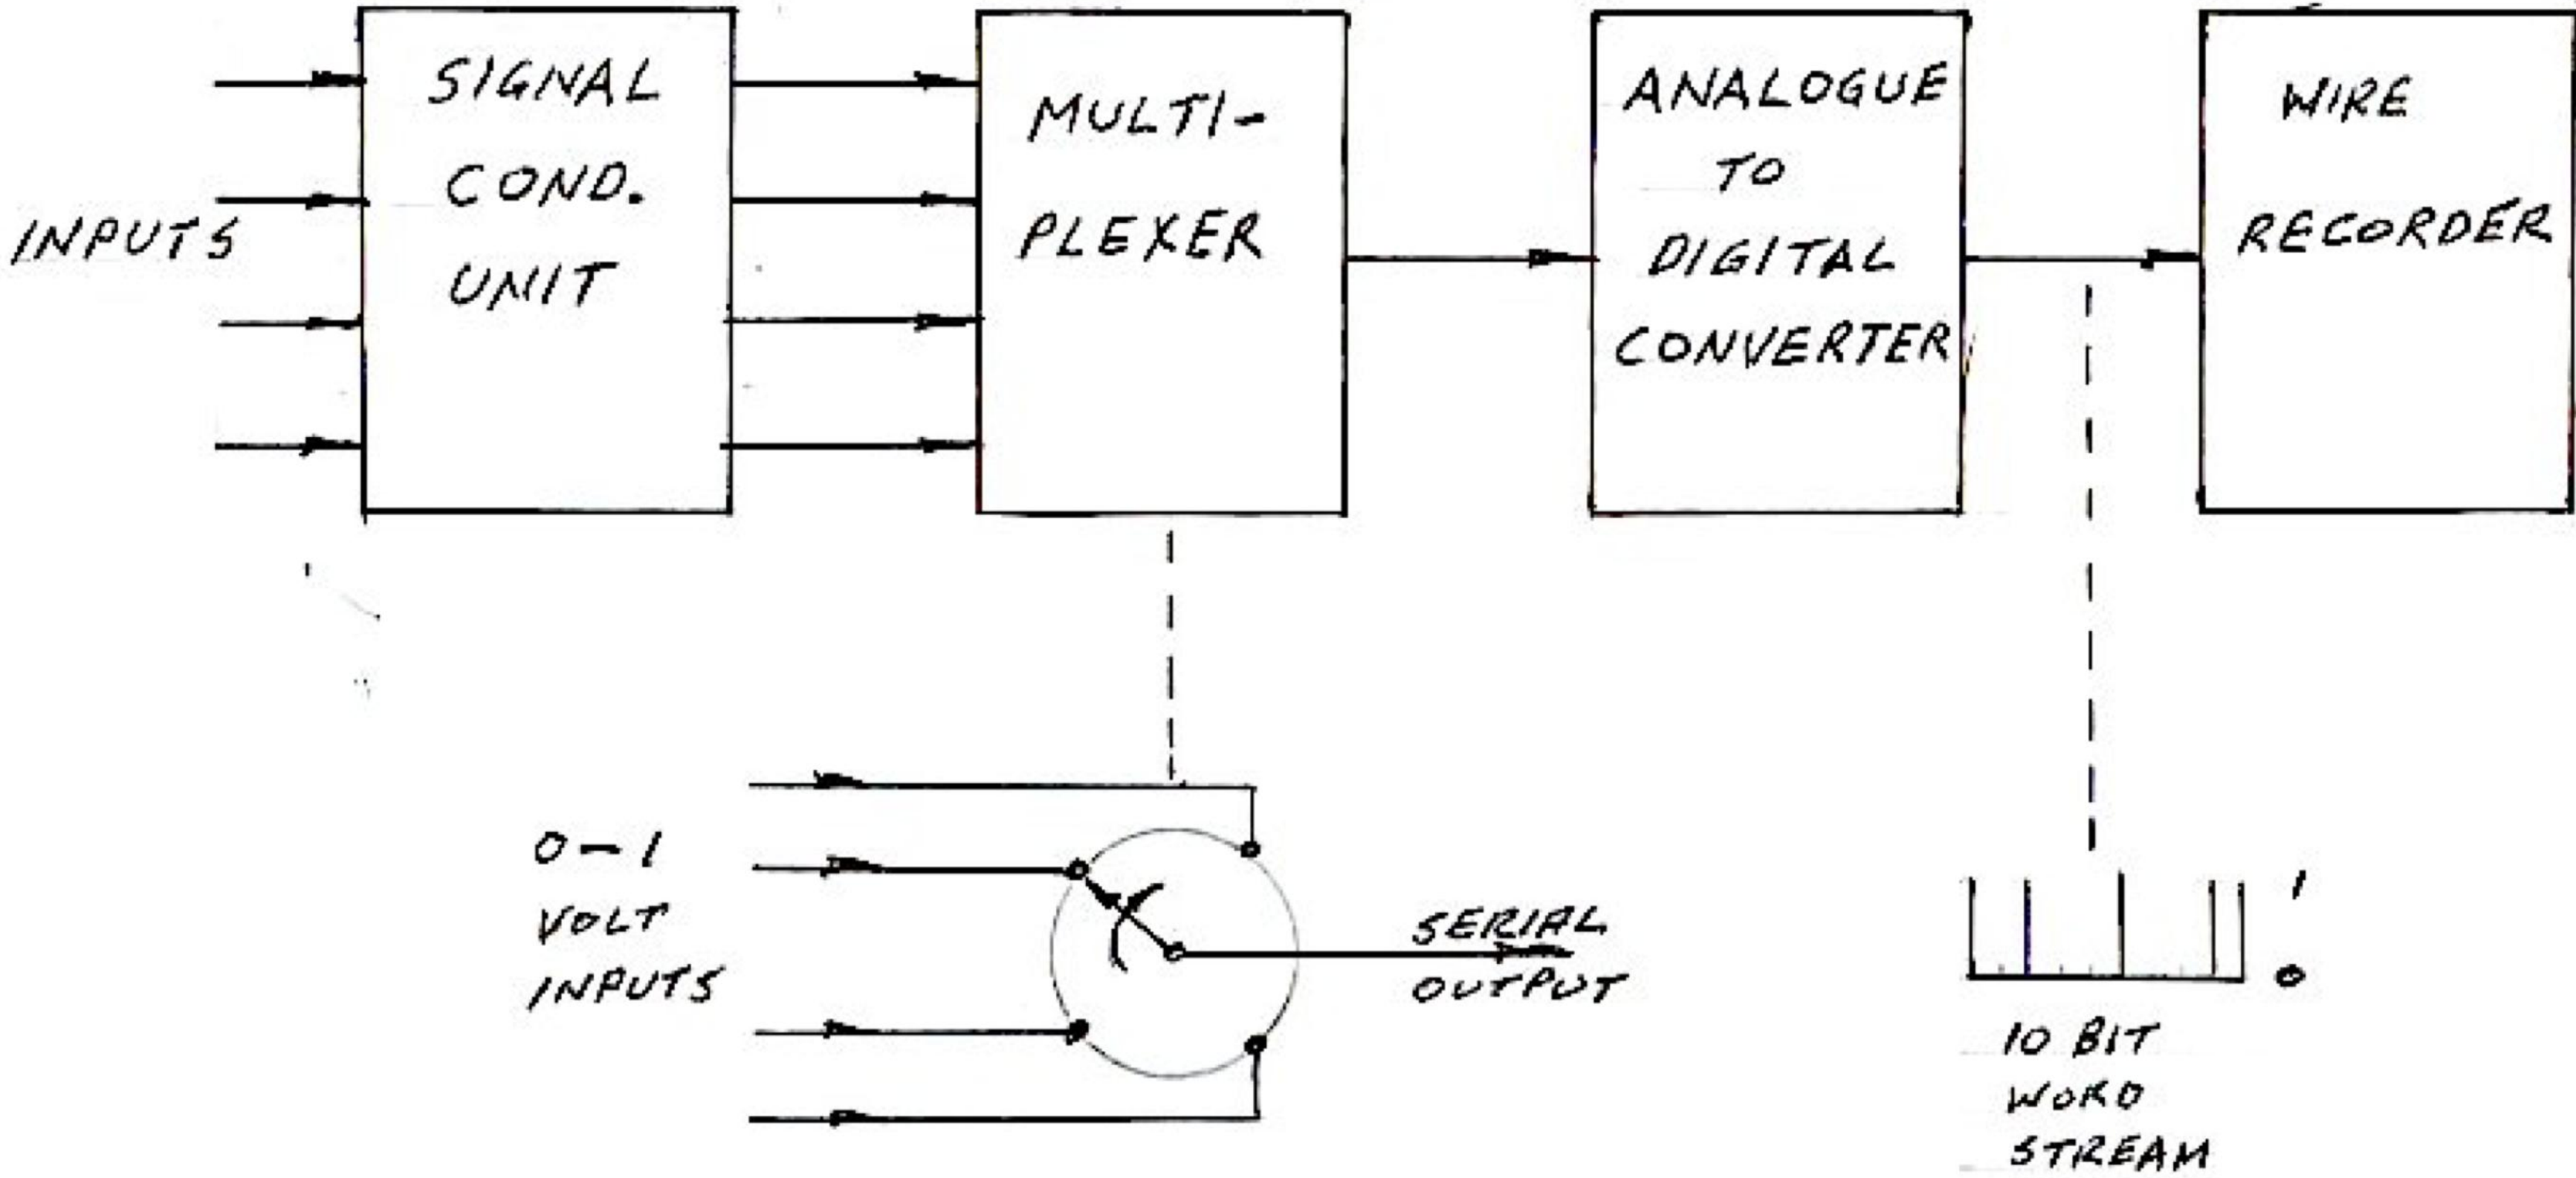 INPUTS
SIGNAL
COND.
UNIT
MULTI-
PLEXER
ANALOGUE
TO
DIGITAL
CONVERTER
WIRE
RECORDER
0-1
VOLT
INPUTS
SERIAL
OUTPUT
1
0
10 BIT
WORD
STREAM